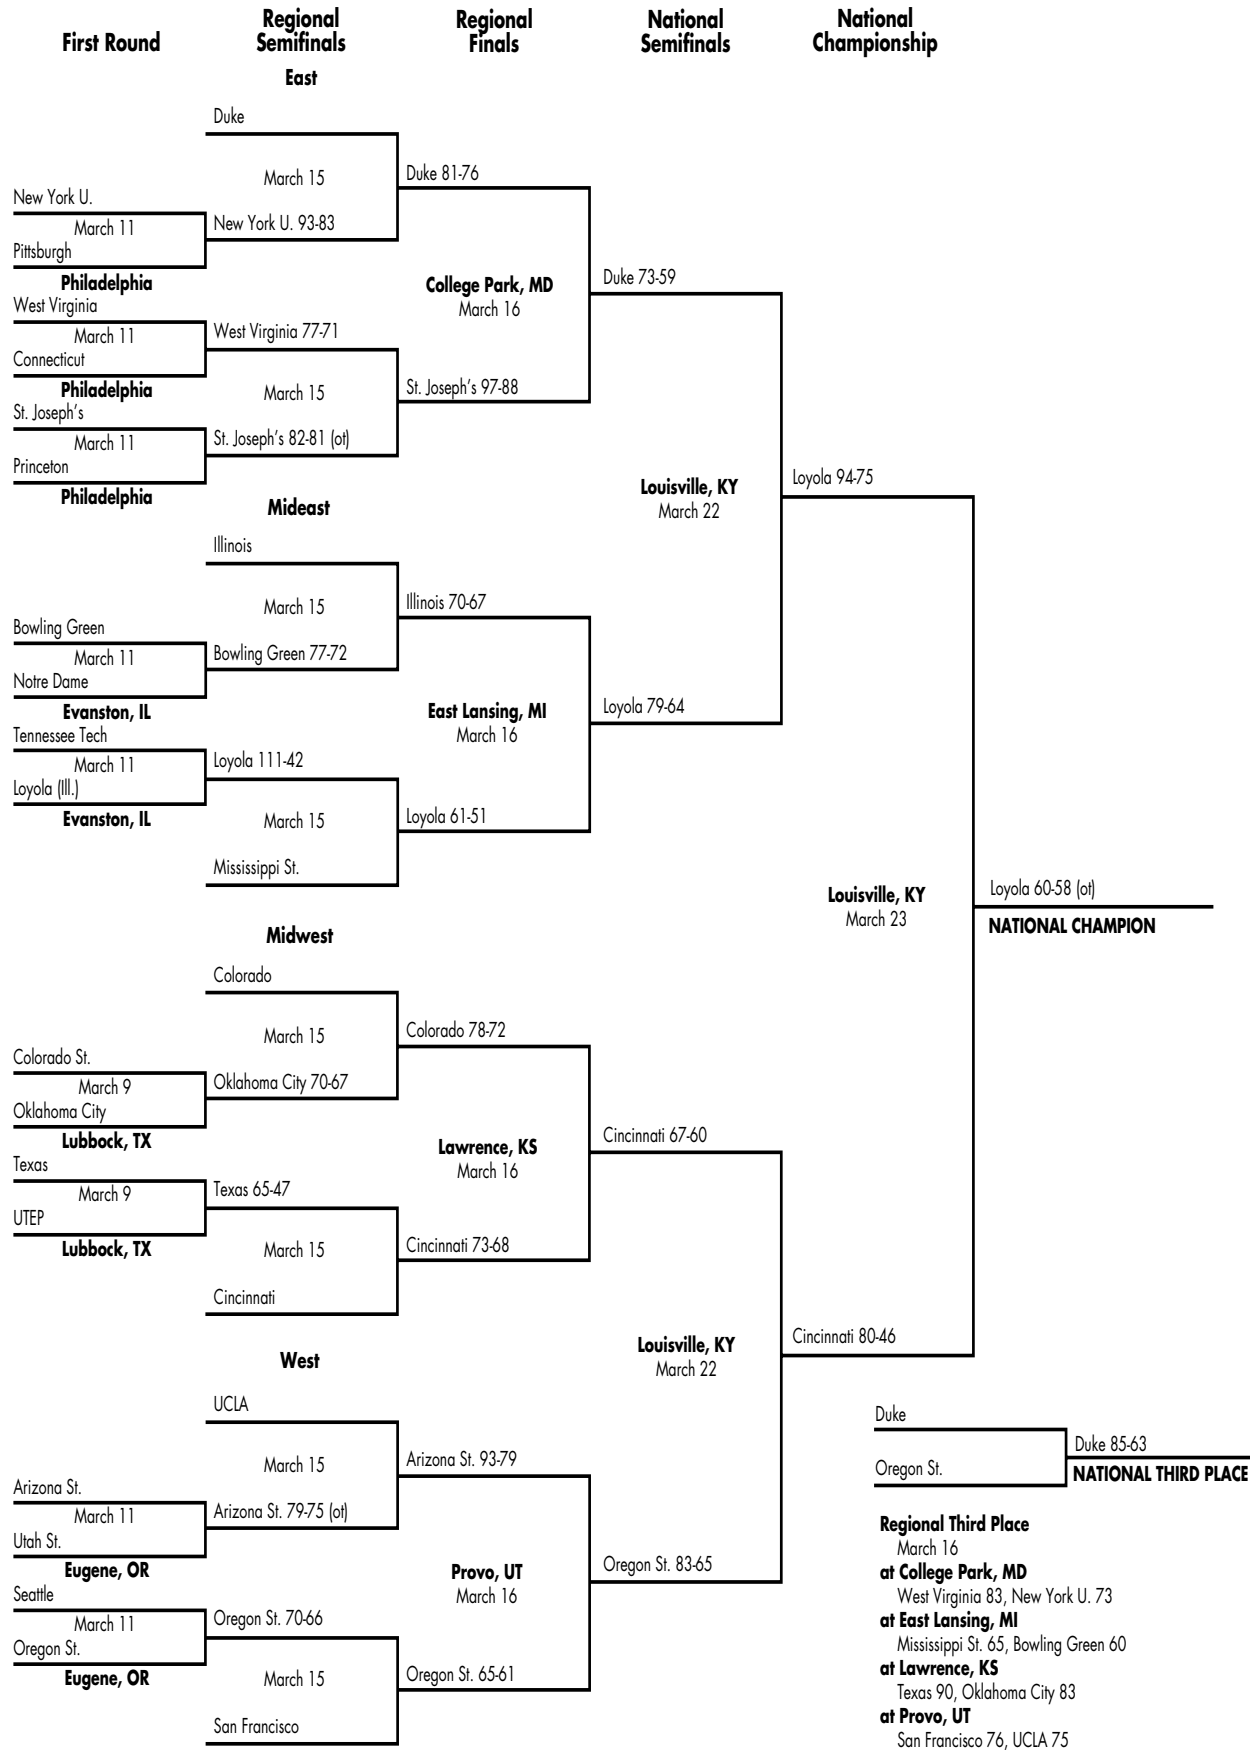 First Round
Regional
Semifinals
Regional
Finals
National
Semifinals
National
Championship
East
Duke
March 15
Duke 81-76
New York U.
March 11
New York U. 93-83
Pittsburgh
Philadelphia
College Park, MD
March 16
Duke 73-59
West Virginia
March 11
West Virginia 77-71
Connecticut
Philadelphia
March 15
St. Joseph's 97-88
St. Joseph's
March 11
St. Joseph's 82-81 (ot)
Princeton
Philadelphia
Louisville, KY
March 22
Loyola 94-75
Mideast
Illinois
March 15
Illinois 70-67
Bowling Green
March 11
Bowling Green 77-72
Notre Dame
Evanston, IL
East Lansing, MI
March 16
Loyola 79-64
Tennessee Tech
March 11
Loyola 111-42
Loyola (Ill.)
Evanston, IL
March 15
Loyola 61-51
Mississippi St.
Louisville, KY
March 23
Loyola 60-58 (ot)
NATIONAL CHAMPION
Midwest
Colorado
March 15
Colorado 78-72
Colorado St.
March 9
Oklahoma City 70-67
Oklahoma City
Lubbock, TX
Lawrence, KS
March 16
Cincinnati 67-60
Texas
March 9
Texas 65-47
UTEP
Lubbock, TX
March 15
Cincinnati 73-68
Cincinnati
Louisville, KY
March 22
Cincinnati 80-46
West
UCLA
March 15
Arizona St. 93-79
Arizona St.
March 11
Arizona St. 79-75 (ot)
Utah St.
Eugene, OR
Provo, UT
March 16
Oregon St. 83-65
Seattle
March 11
Oregon St. 70-66
Oregon St.
Eugene, OR
March 15
Oregon St. 65-61
San Francisco
Duke
Duke 85-63
Oregon St.
NATIONAL THIRD PLACE
Regional Third Place
March 16
at College Park, MD
West Virginia 83, New York U. 73
at East Lansing, MI
Mississippi St. 65, Bowling Green 60
at Lawrence, KS
Texas 90, Oklahoma City 83
at Provo, UT
San Francisco 76, UCLA 75